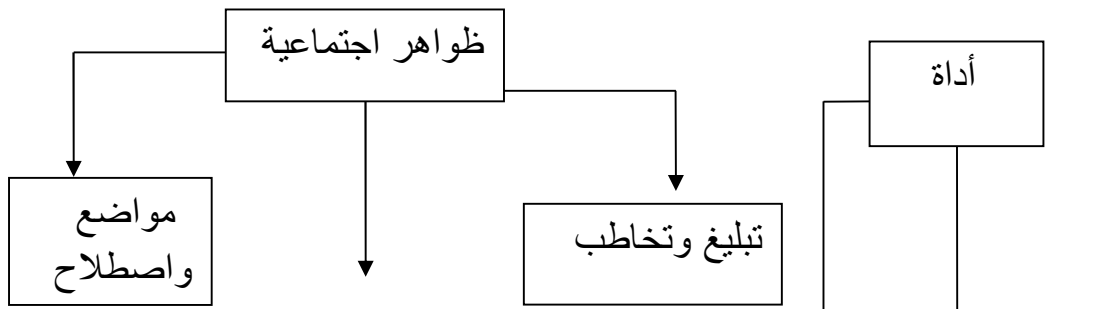 ظواهر اجتماعية
أداة
تبليغ وتخاطب
مواضع
واصطلاح